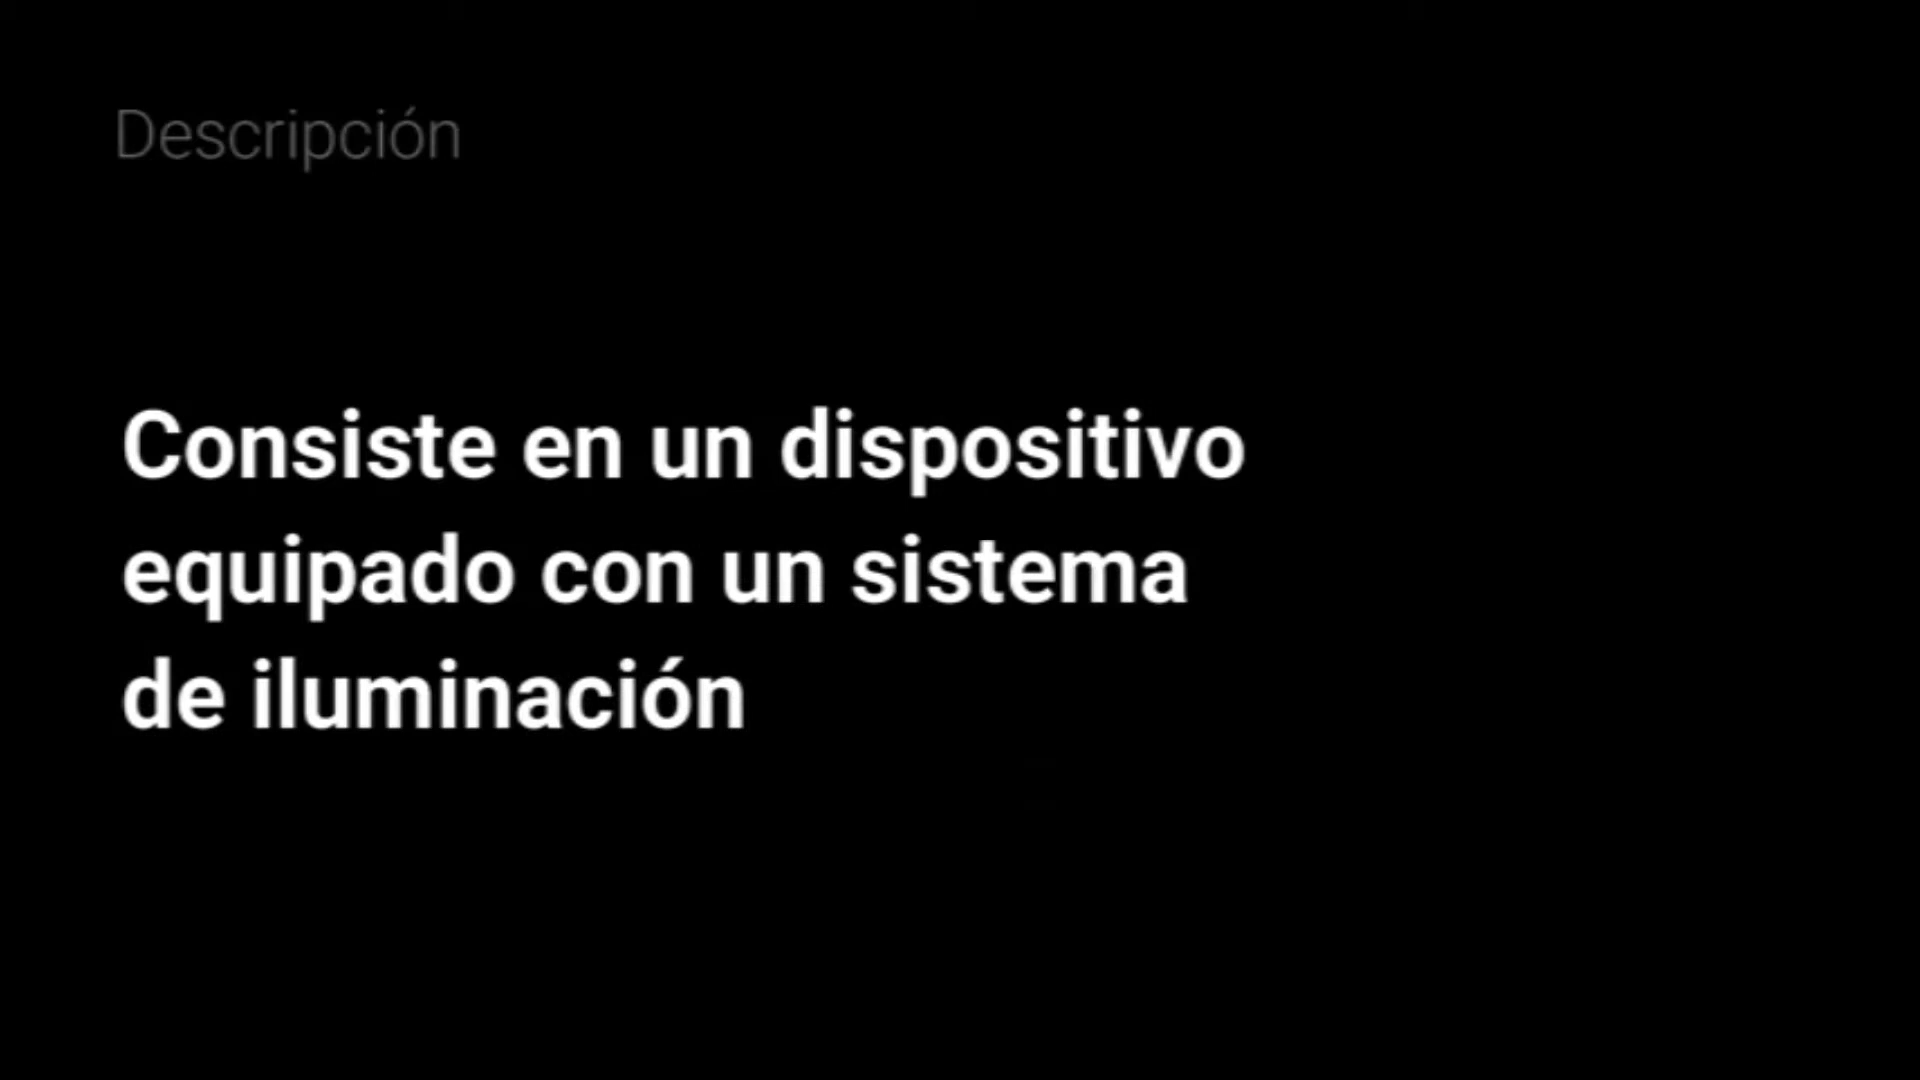 Descripción
Consiste en un dispositivo
equipado con un sistema
de iluminación